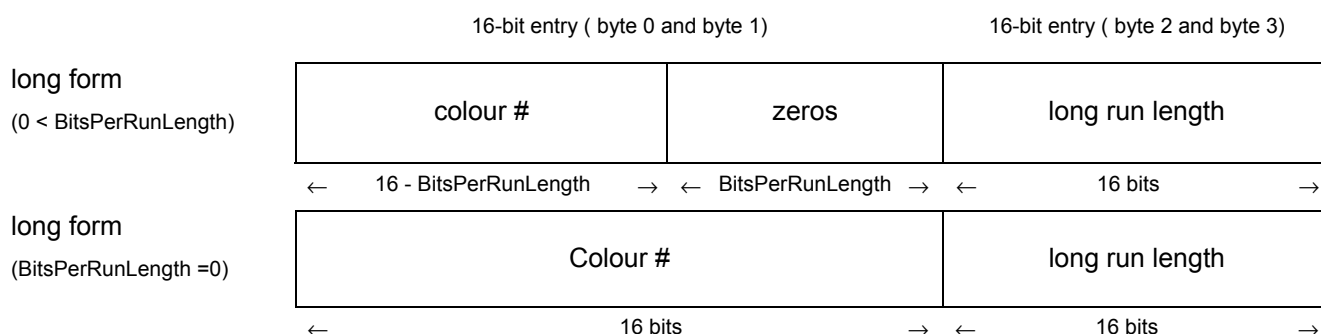 16-bit entry ( byte 0 and byte 1) 16-bit entry ( byte 2 and byte 3)
long form
(0 < BitsPerRunLength)
colour # zeros long run length
← 16 - BitsPerRunLength → ← BitsPerRunLength → ← 16 bits →
long form
(BitsPerRunLength =0)
Colour # long run length
← 16 bits → ← 16 bits →